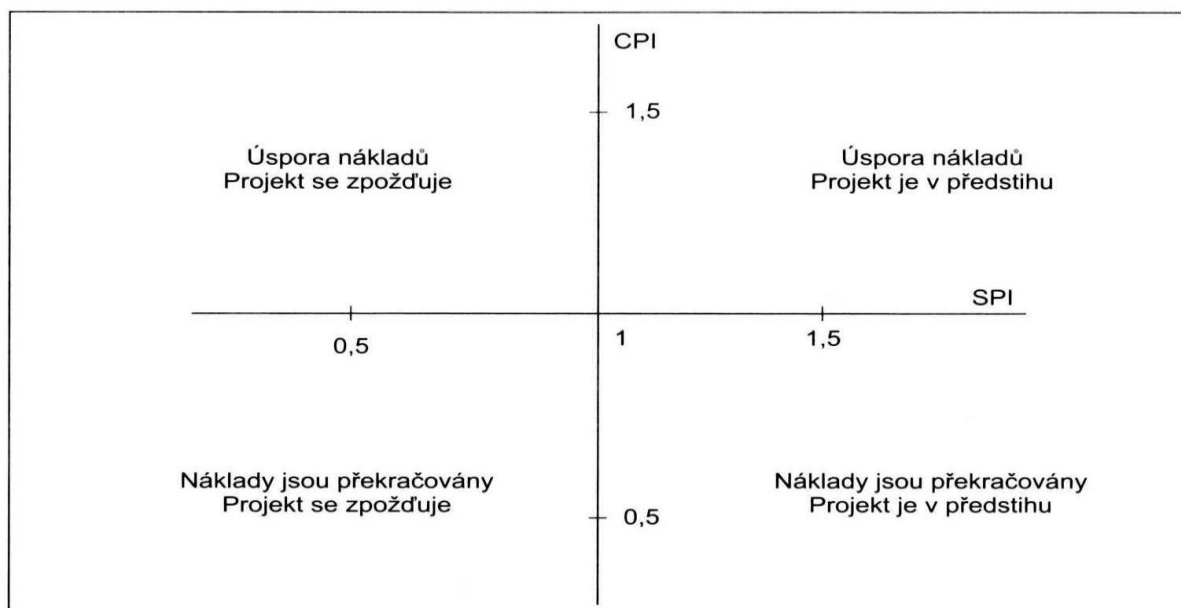 CPI
1,5
Úspora nákladů
Projekt se zpožďuje
Úspora nákladů
Projekt je v předstihu
SPI
0,5
1
1,5
Náklady jsou překračovány
Projekt se zpožďuje
Náklady jsou překračovány
Projekt je v předstihu
0,5